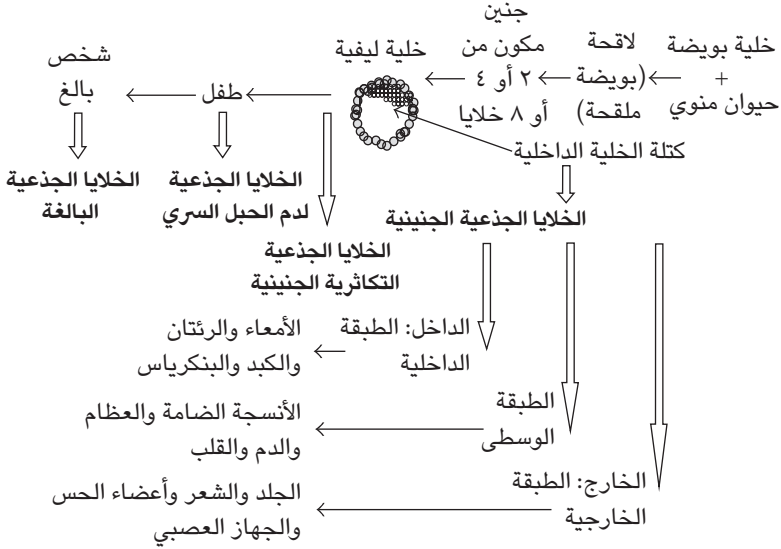 خلية بويضة
+
حيوان منوي
لاقحة
(بويضة
ملقحة)
جنين
مكون من
٢ أو ٤
أو ٨ خلايا
خلية ليفية
طفل
شخص
بالغ
كتلة الخلية الداخلية
الخلايا الجذعية الجنينية
الخلايا الجذعية
التكاثرية الجنينية
الخلايا الجذعية
لدم الحبل السري
الخلايا الجذعية
البالغة
الداخل: الطبقة
الداخلية
الأمعاء والرئتان
والكبد والبنكرياس
الطبقة
الوسطى
الأنسجة الضامة والعظام
والدم والقلب
الخارج: الطبقة
الخارجية
الجلد والشعر وأعضاء الحس
والجهاز العصبي